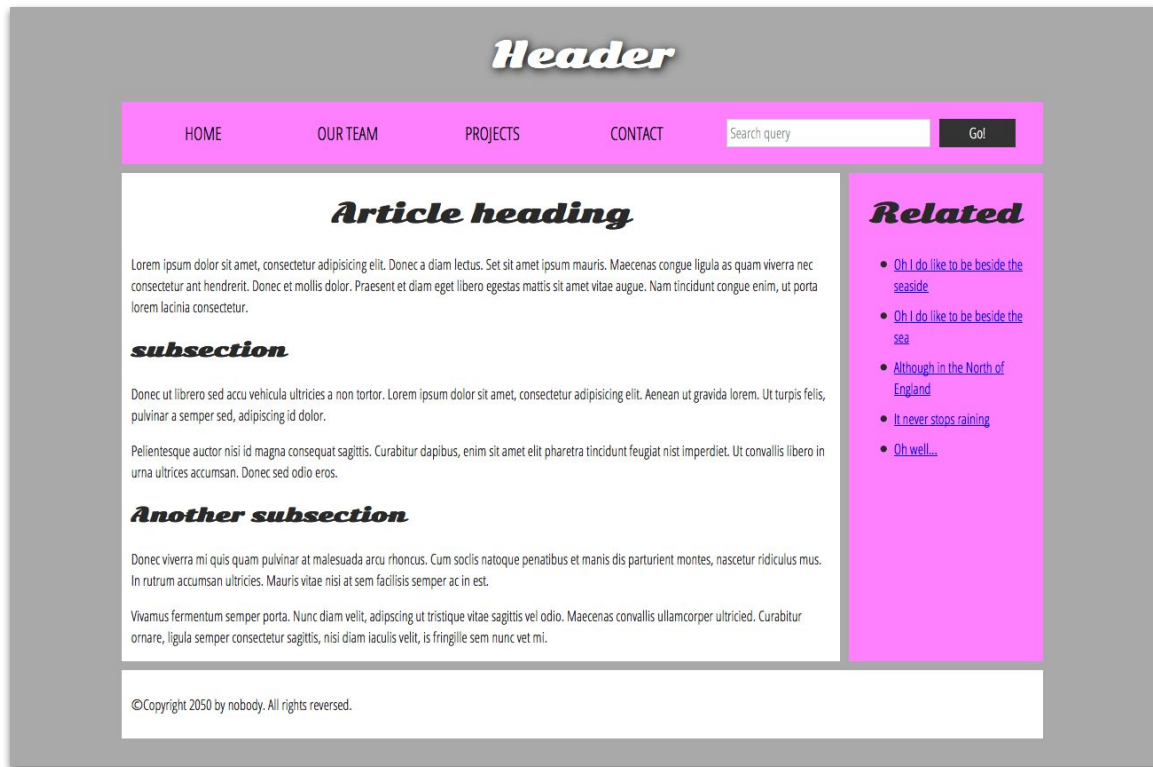 Header
HOME OUR TEAM PROJECTS CONTACT Search query Go!
Article heading
Lorem ipsum dolor sit amet, consectetur adipisicing elit. Donec a diam lectus. Set sit amet ipsum mauris. Maecenas congue ligula as quam viverra nec
consectetur ant hendrerit. Donec et mollis dolor. Praesent et diam eget libero egestas mattis sit amet vitae augue. Nam tincidunt congue enim, ut porta
lorem lacinia consectetur.
subsection
Donec ut librero sed accu vehicula ultricies a non tortor. Lorem ipsum dolor sit amet, consectetur adipisicing elit. Aenean ut gravida lorem. Ut turpis felis,
pulvinar a semper sed, adipiscing id dolor.
Pelientesque auctor nisi id magna consequat sagittis. Curabitur dapibus, enim sit amet elit pharetra tincidunt feugiat nist imperdiet. Ut convallis libero in
urna ultrices accumsan. Donec sed odio eros.
Another subsection
Donec viverra mi quis quam pulvinar at malesuada arcu rhoncus. Cum soclis natoque penatibus et manis dis parturient montes, nascetur ridiculus mus.
In rutrum accumsan ultricies. Mauris vitae nisi at sem facilisis semper ac in est.
Vivamus fermentum semper porta. Nunc diam velit, adipscing ut tristique vitae sagittis vel odio. Maecenas convallis ullamcorper ultricied. Curabitur
ornare, ligula semper consectetur sagittis, nisi diam iaculis velit, is fringille sem nunc vet mi.
Related
Oh I do like to be beside the
seaside
Oh I do like to be beside the
sea
Although in the North of
England
It never stops raining
Oh well...
©Copyright 2050 by nobody. All rights reversed.